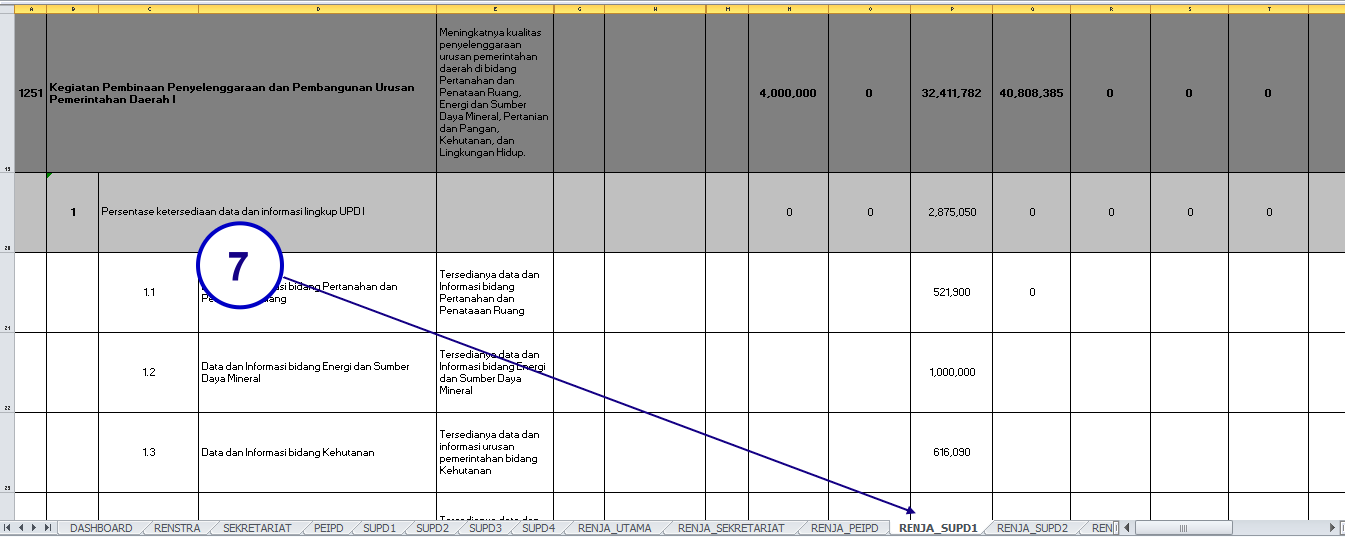 A B C D E G H M N O P Q R S T
1251 Kegiatan Pembinaan Penyelenggaraan dan Pembangunan Urusan
Pemerintahan Daerah I
Meningkatnya kualitas
penyelenggaraan
urusan pemerintahan
daerah di bidang
Pertanahan dan
Penataan Ruang,
Energi dan Sumber
Daya Mineral, Pertanian
dan Pangan,
Kehutanan, dan
Lingkungan Hidup.
4,000,000 0 32,411,782 40,808,385 0 0 0
19
1 Persentase ketersediaan data dan informasi lingkup UPD I
0 0 2,875,050 0 0 0 0
20
7
1.1
si bidang Pertanahan dan
ang
Tersedianya data dan
Informasi bidang
Pertanahan dan
Penataaan Ruang
521,900 0
21
1.2 Data dan Informasi bidang Energi dan Sumber
Daya Mineral
Tersedianya data dan
Informasi bidang Energi
dan Sumber Daya
Mineral
1,000,000
22
1.3 Data dan Informasi bidang Kehutanan
Tersedianya data dan
informasi urusan
pemerintahan bidang
Kehutanan
616,090
23
Tersedianya data dan
DASHBOARD RENSTRA SEKRETARIAT PEIPD SUPD1 SUPD2 SUPD3 SUPD4 RENJA_UTAMA RENJA_SEKRETARIAT RENJA_PEIPD RENJA_SUPD1 RENJA_SUPD2 REN